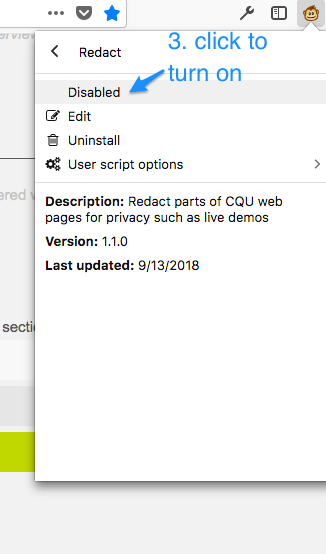 erview
3. click to
Redact
turn on
Disabled
Edit
Uninstall
User script options
ered w
Description: Redact parts of CQU web
pages for privacy such as live demos
Version: 1.1.0
Last updated: 9/13/2018
sectio